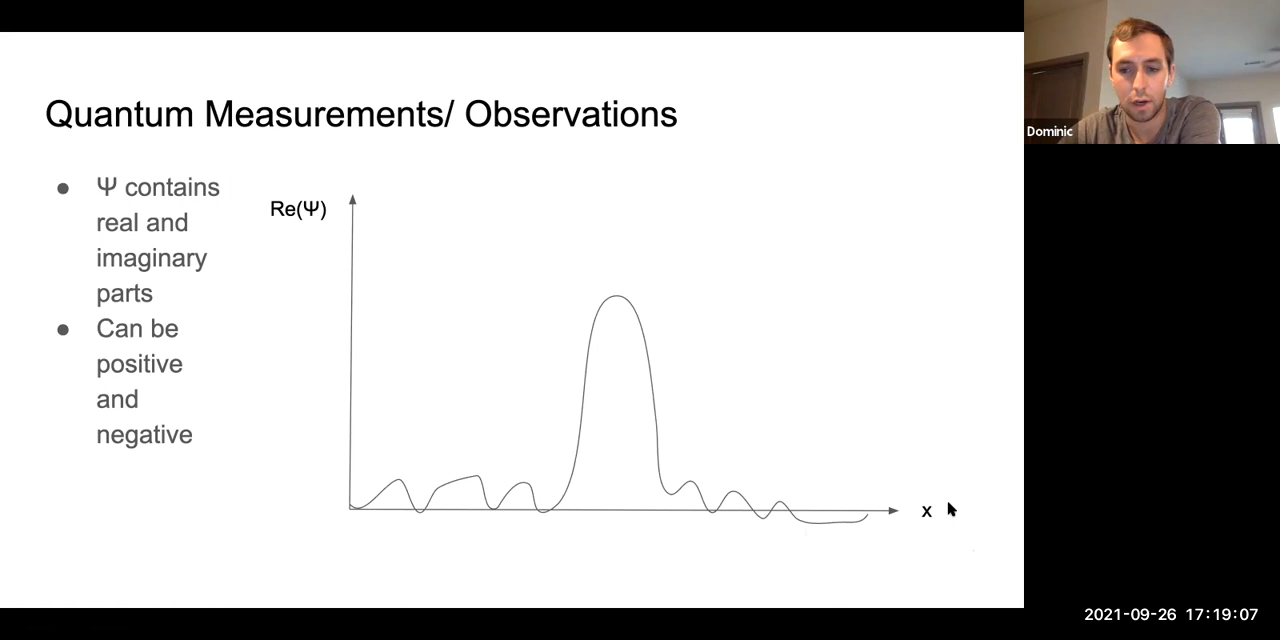 Quantum Measurements/ Observations
● Ψ contains
real and
imaginary
parts
● Can be
positive
and
negative
Re(Ψ)
x
Dominic
2021-09-26 17:19:07